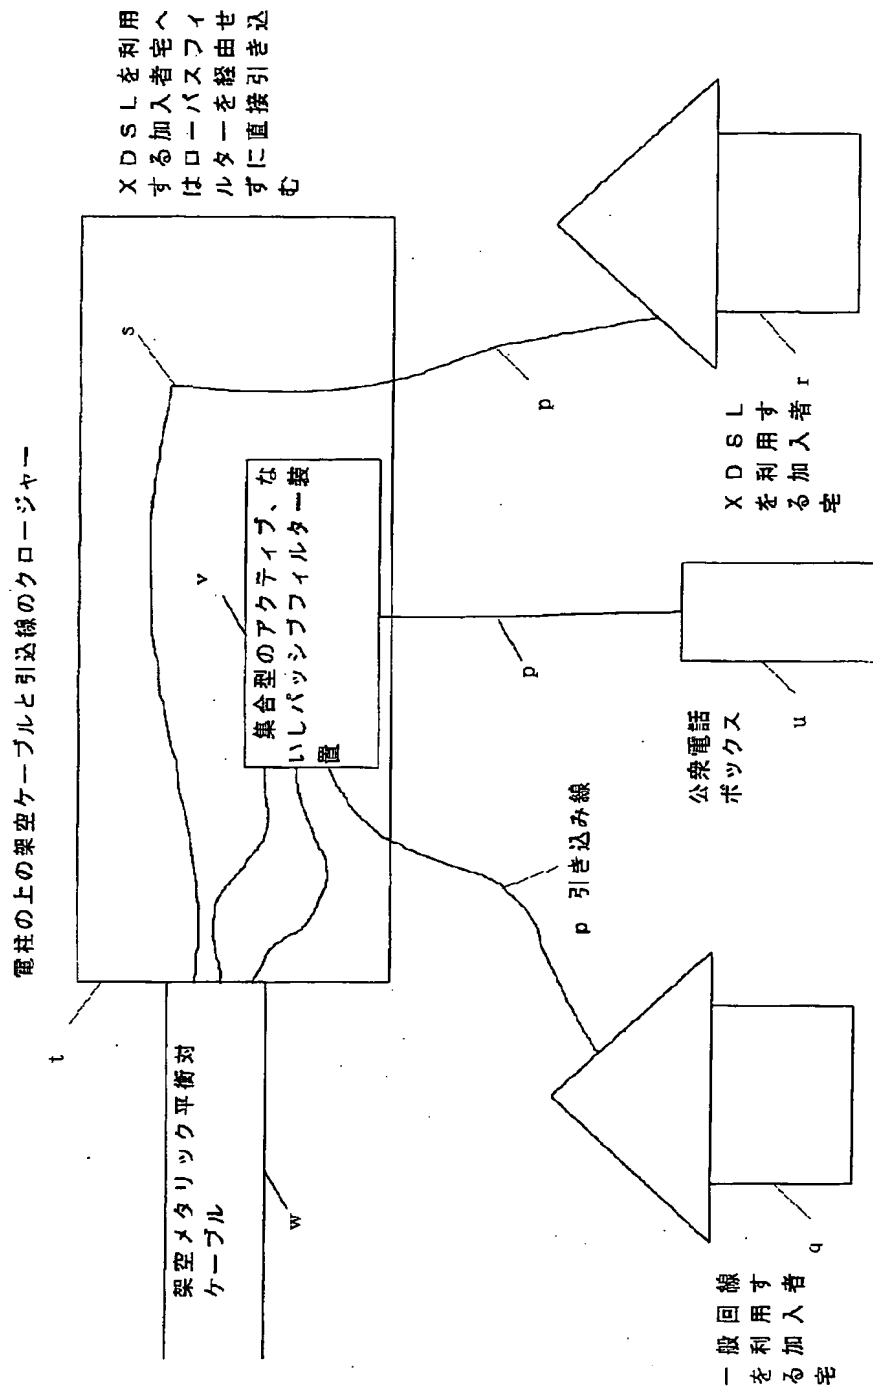 電柱の上の架空ケーブルと引込線のクロージャー
t
架空メタリック平衡対
ケーブル
w
s
XDSLを利用
する加入者宅へ
はローパスフィ
ルターを経由せ
ずに直接引き込
む
v
集合型のアクティブ、な
いしパッシブフィルター装
置
p 引き込み線
p
p
一般回線
を利用す
る加入者
宅
q
公衆電話
ボックス
u
XDSL
を利用す
る加入者
宅
r